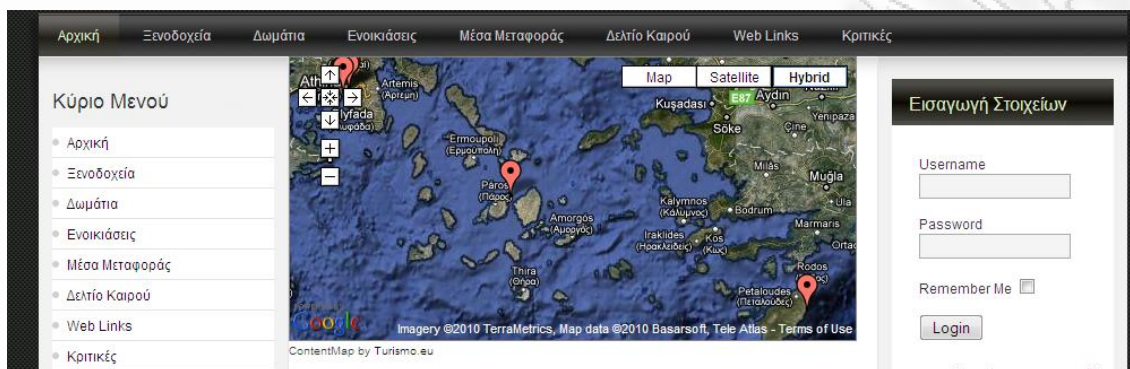 Αρχική Ξενοδοχεία Δωμάτια Ενοικιάσεις Μέσα Μεταφοράς Δελτίο Καιρού Web Links Κριτικές
Κύριο Μενού
Αρχική
Ξενοδοχεία
Δωμάτια
Ενοικιάσεις
Μέσα Μεταφοράς
Δελτίο Καιρού
Web Links
Κριτικές
Map Satellite Hybrid
Artemis
(Αρτεμη)
Kuşadası
E87
Aydın
Yenipaza
Söke
Çine
Ermoupoli
(Ερμούπολη)
Milas
Muğla
Paros
(Πάρος)
Kalymnos
(Κάλυμνος)
Bodrum
Ula
Amorgos
(Αμοργός)
Marmaris
Iraklides
(Ηρακλείδες)
Kos
(Κως)
Ortac
Thira
(Θήρα)
Rodos
Petaloudes
(Πεταλούδες)
Google
Imagery ©2010 TerraMetrics, Map data ©2010 Basarsoft, Tele Atlas - Terms of Use
ContentMap by Turismo.eu
Εισαγωγή Στοιχείων
Username
Password
Remember Me
Login